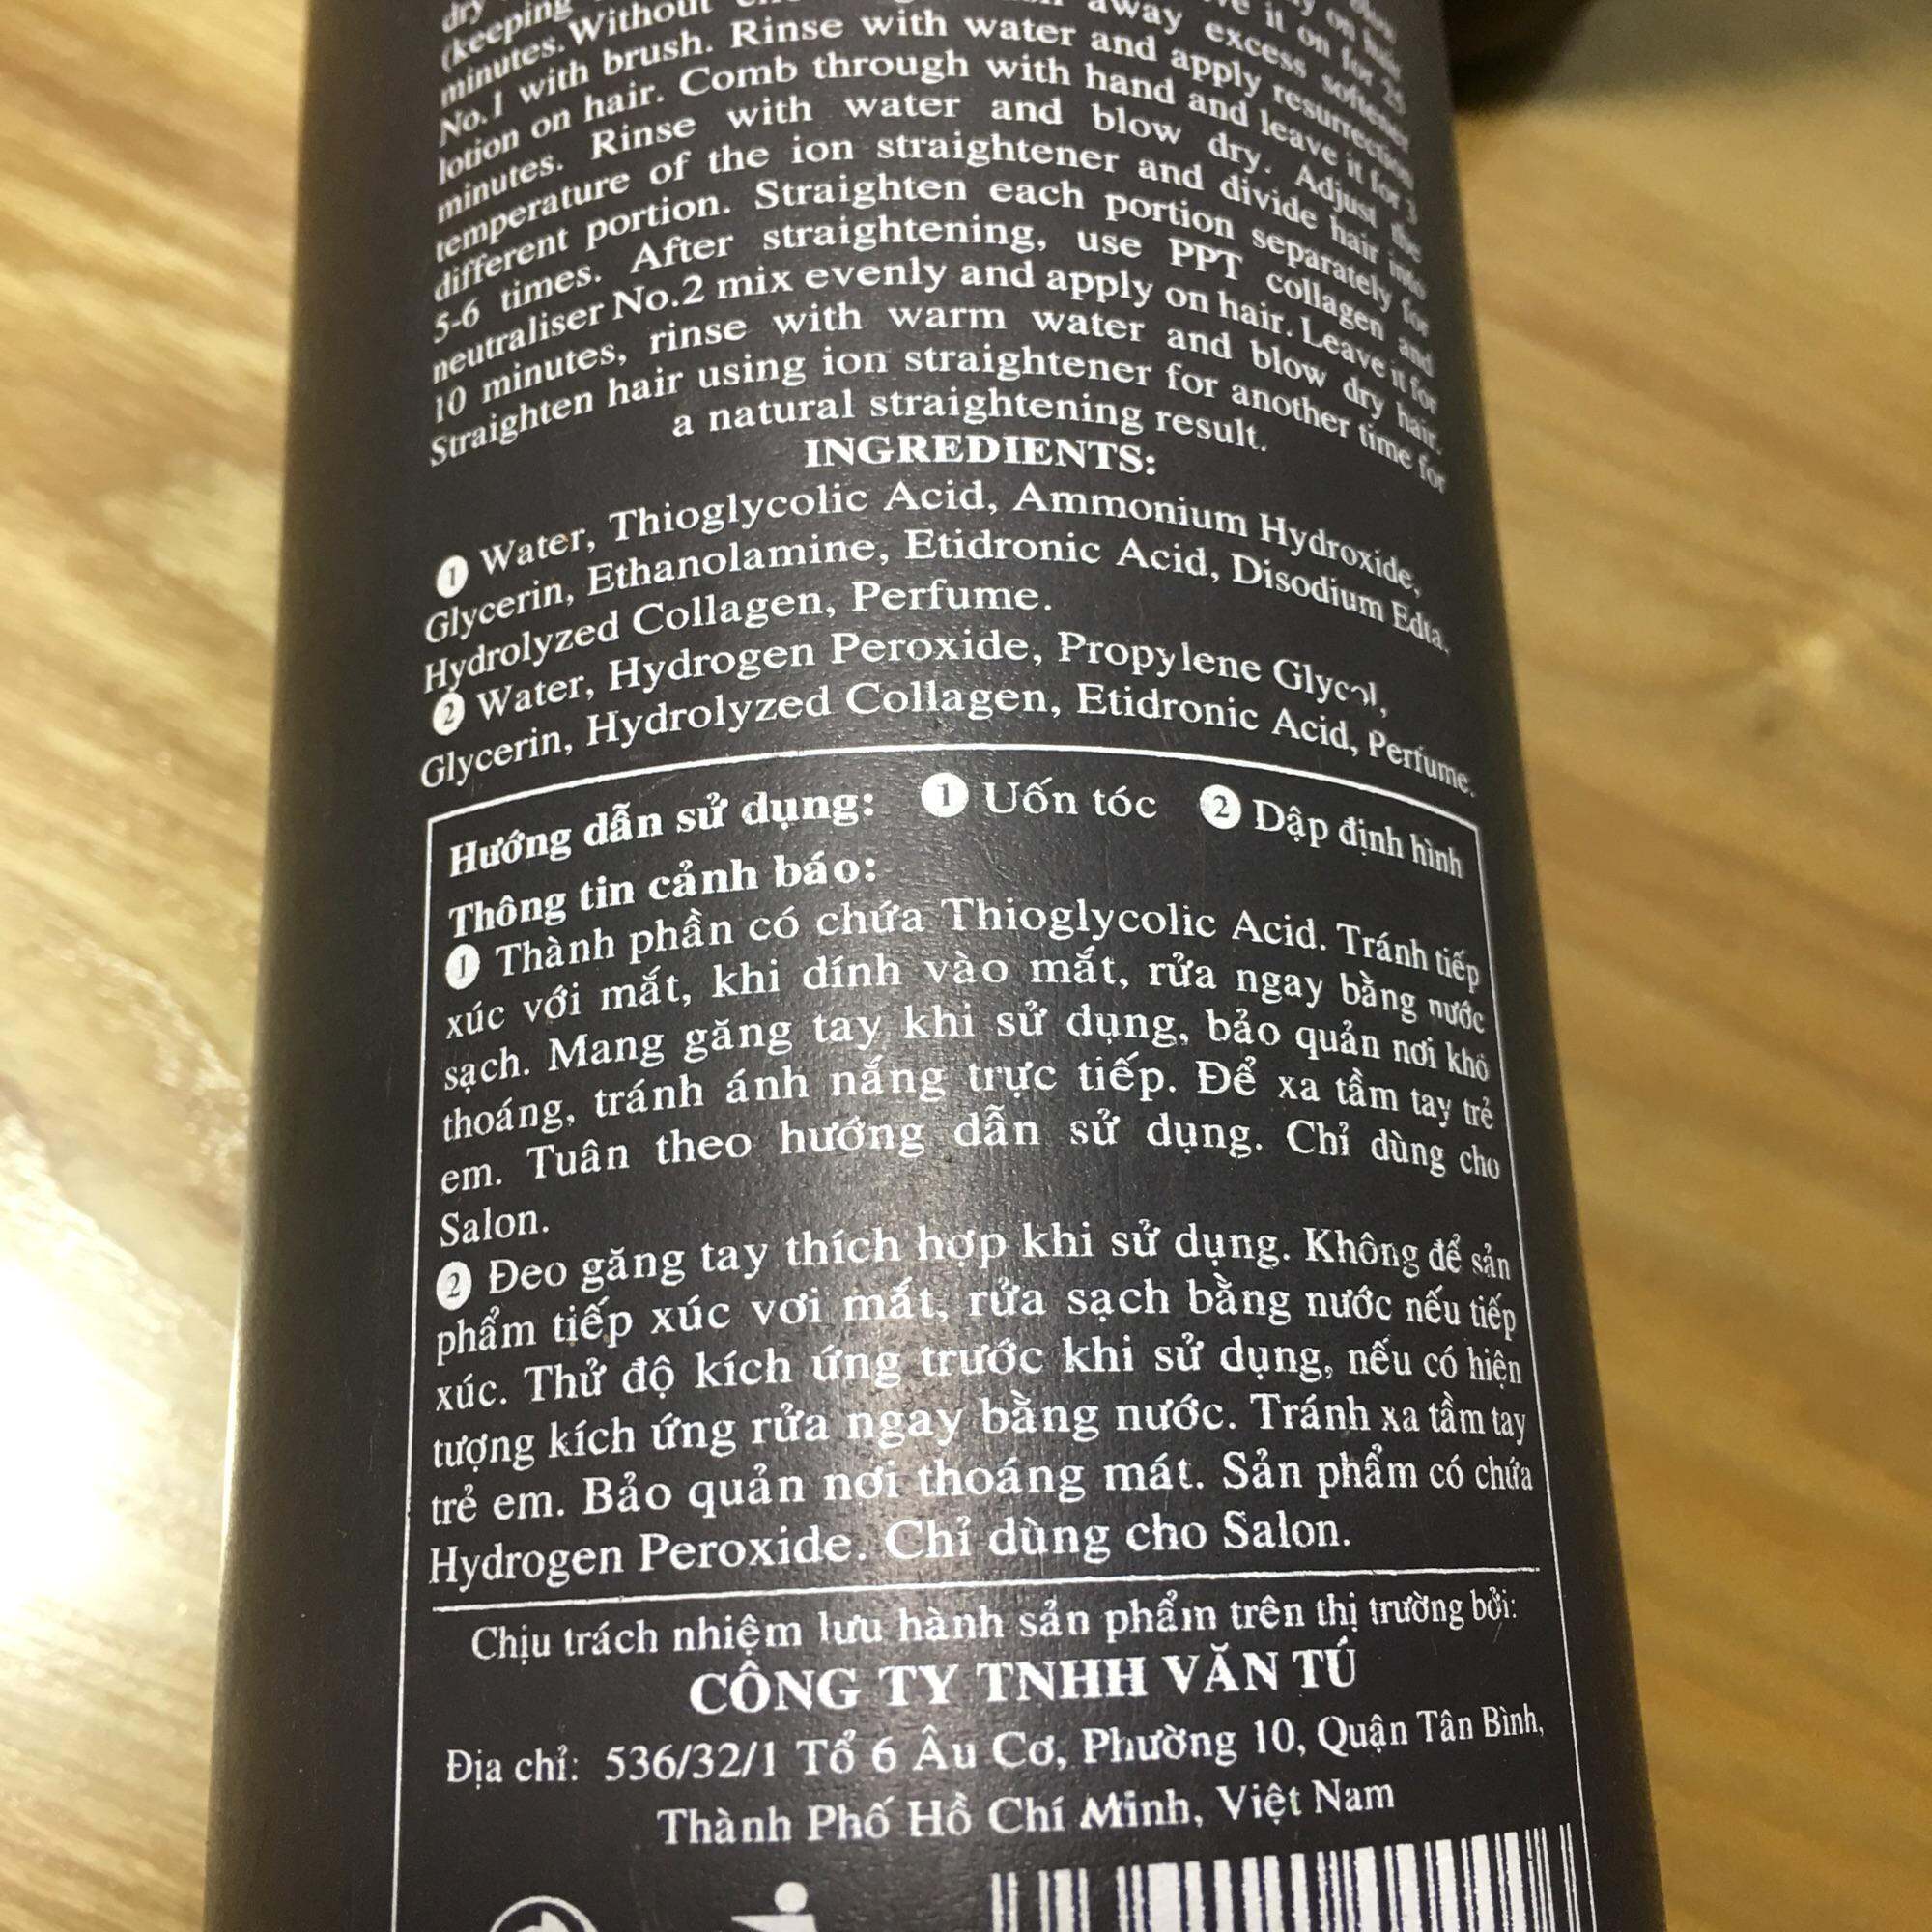 dry
(keeping
minutes. Without away excess softener
No.1 with brush. Rinse with water and apply resurrection
lotion on hair. Comb through with hand and leave it for 3
minutes. Rinse with water and blow dry. Adjust the
temperature of the ion straightener and divide hair into
different portion. Straighten each portion separately for
5-6 times. After straightening, use PPT collagen and
neutraliser No.2 mix evenly and apply on hair. Leave it for
10 minutes, rinse with warm water and blow dry hair.
Straighten hair using ion straightener for another time for
a natural straightening result.
INGREDIENTS:
❶ Water, Thioglycolic Acid, Ammonium Hydroxide,
Glycerin, Ethanolamine, Etidronic Acid, Disodium Edta,
Hydrolyzed Collagen, Perfume.
❷ Water, Hydrogen Peroxide, Propylene Glycol,
Glycerin, Hydrolyzed Collagen, Etidronic Acid, Perfume.
Hướng dẫn sử dụng: ❶ Uốn tóc ❷ Dập định hình
Thông tin cảnh báo:
❶ Thành phần có chứa Thioglycolic Acid. Tránh tiếp
xúc với mắt, khi dính vào mắt, rửa ngay bằng nước
sạch. Mang găng tay khi sử dụng, bảo quản nơi khô
thoáng, tránh ánh nắng trực tiếp. Để xa tầm tay trẻ
em. Tuân theo hướng dẫn sử dụng. Chỉ dùng cho
Salon.
❷ Đeo găng tay thích hợp khi sử dụng. Không để sản
phẩm tiếp xúc vơi mắt, rửa sạch bằng nước nếu tiếp
xúc. Thử độ kích ứng trước khi sử dụng, nếu có hiện
tượng kích ứng rửa ngay bằng nước. Tránh xa tầm tay
trẻ em. Bảo quản nơi thoáng mát. Sản phẩm có chứa
Hydrogen Peroxide. Chỉ dùng cho Salon.
Chịu trách nhiệm lưu hành sản phẩm trên thị trường bởi:
CÔNG TY TNHH VĂN TÚ
Địa chỉ: 536/32/1 Tổ 6 Âu Cơ, Phường 10, Quận Tân Bình,
Thành Phố Hồ Chí Minh, Việt Nam